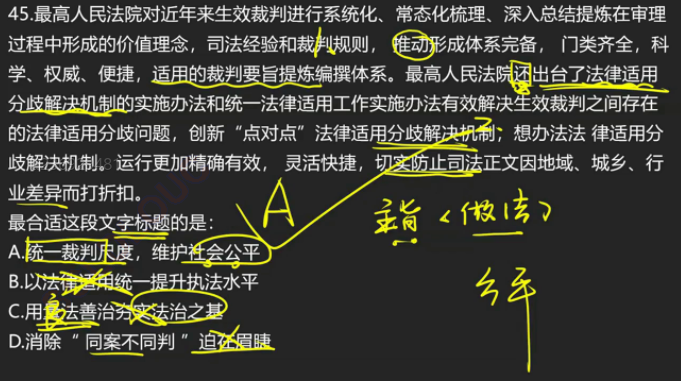 45.最高人民法院对近年来生效裁判进行系统化、常态化梳理、深入总结提炼在审理
过程中形成的价值理念，司法经验和裁判规则， 推动形成体系完备， 门类齐全，科
学、权威、便捷，适用的裁判要旨提炼编撰体系。最高人民法院还出台了法律适用
分歧解决机制的实施办法和统一法律适用工作实施办法有效解决生效裁判之间存在
的法律适用分歧问题，创新“点对点”法律适用分歧解决机制；想办法法 律适用分
歧解决机制。运行更加精确有效， 灵活快捷，切实防止司法正文因地域、城乡、行
业差异而打折扣。
最合适这段文字标题的是：
A
主旨（做法）
A.统一裁判尺度，维护社会公平
B.以法律适用统一提升执法水平
公平
C.用良法善治夯实法治之基
D.消除“ 同案不同判 ”迫在眉睫